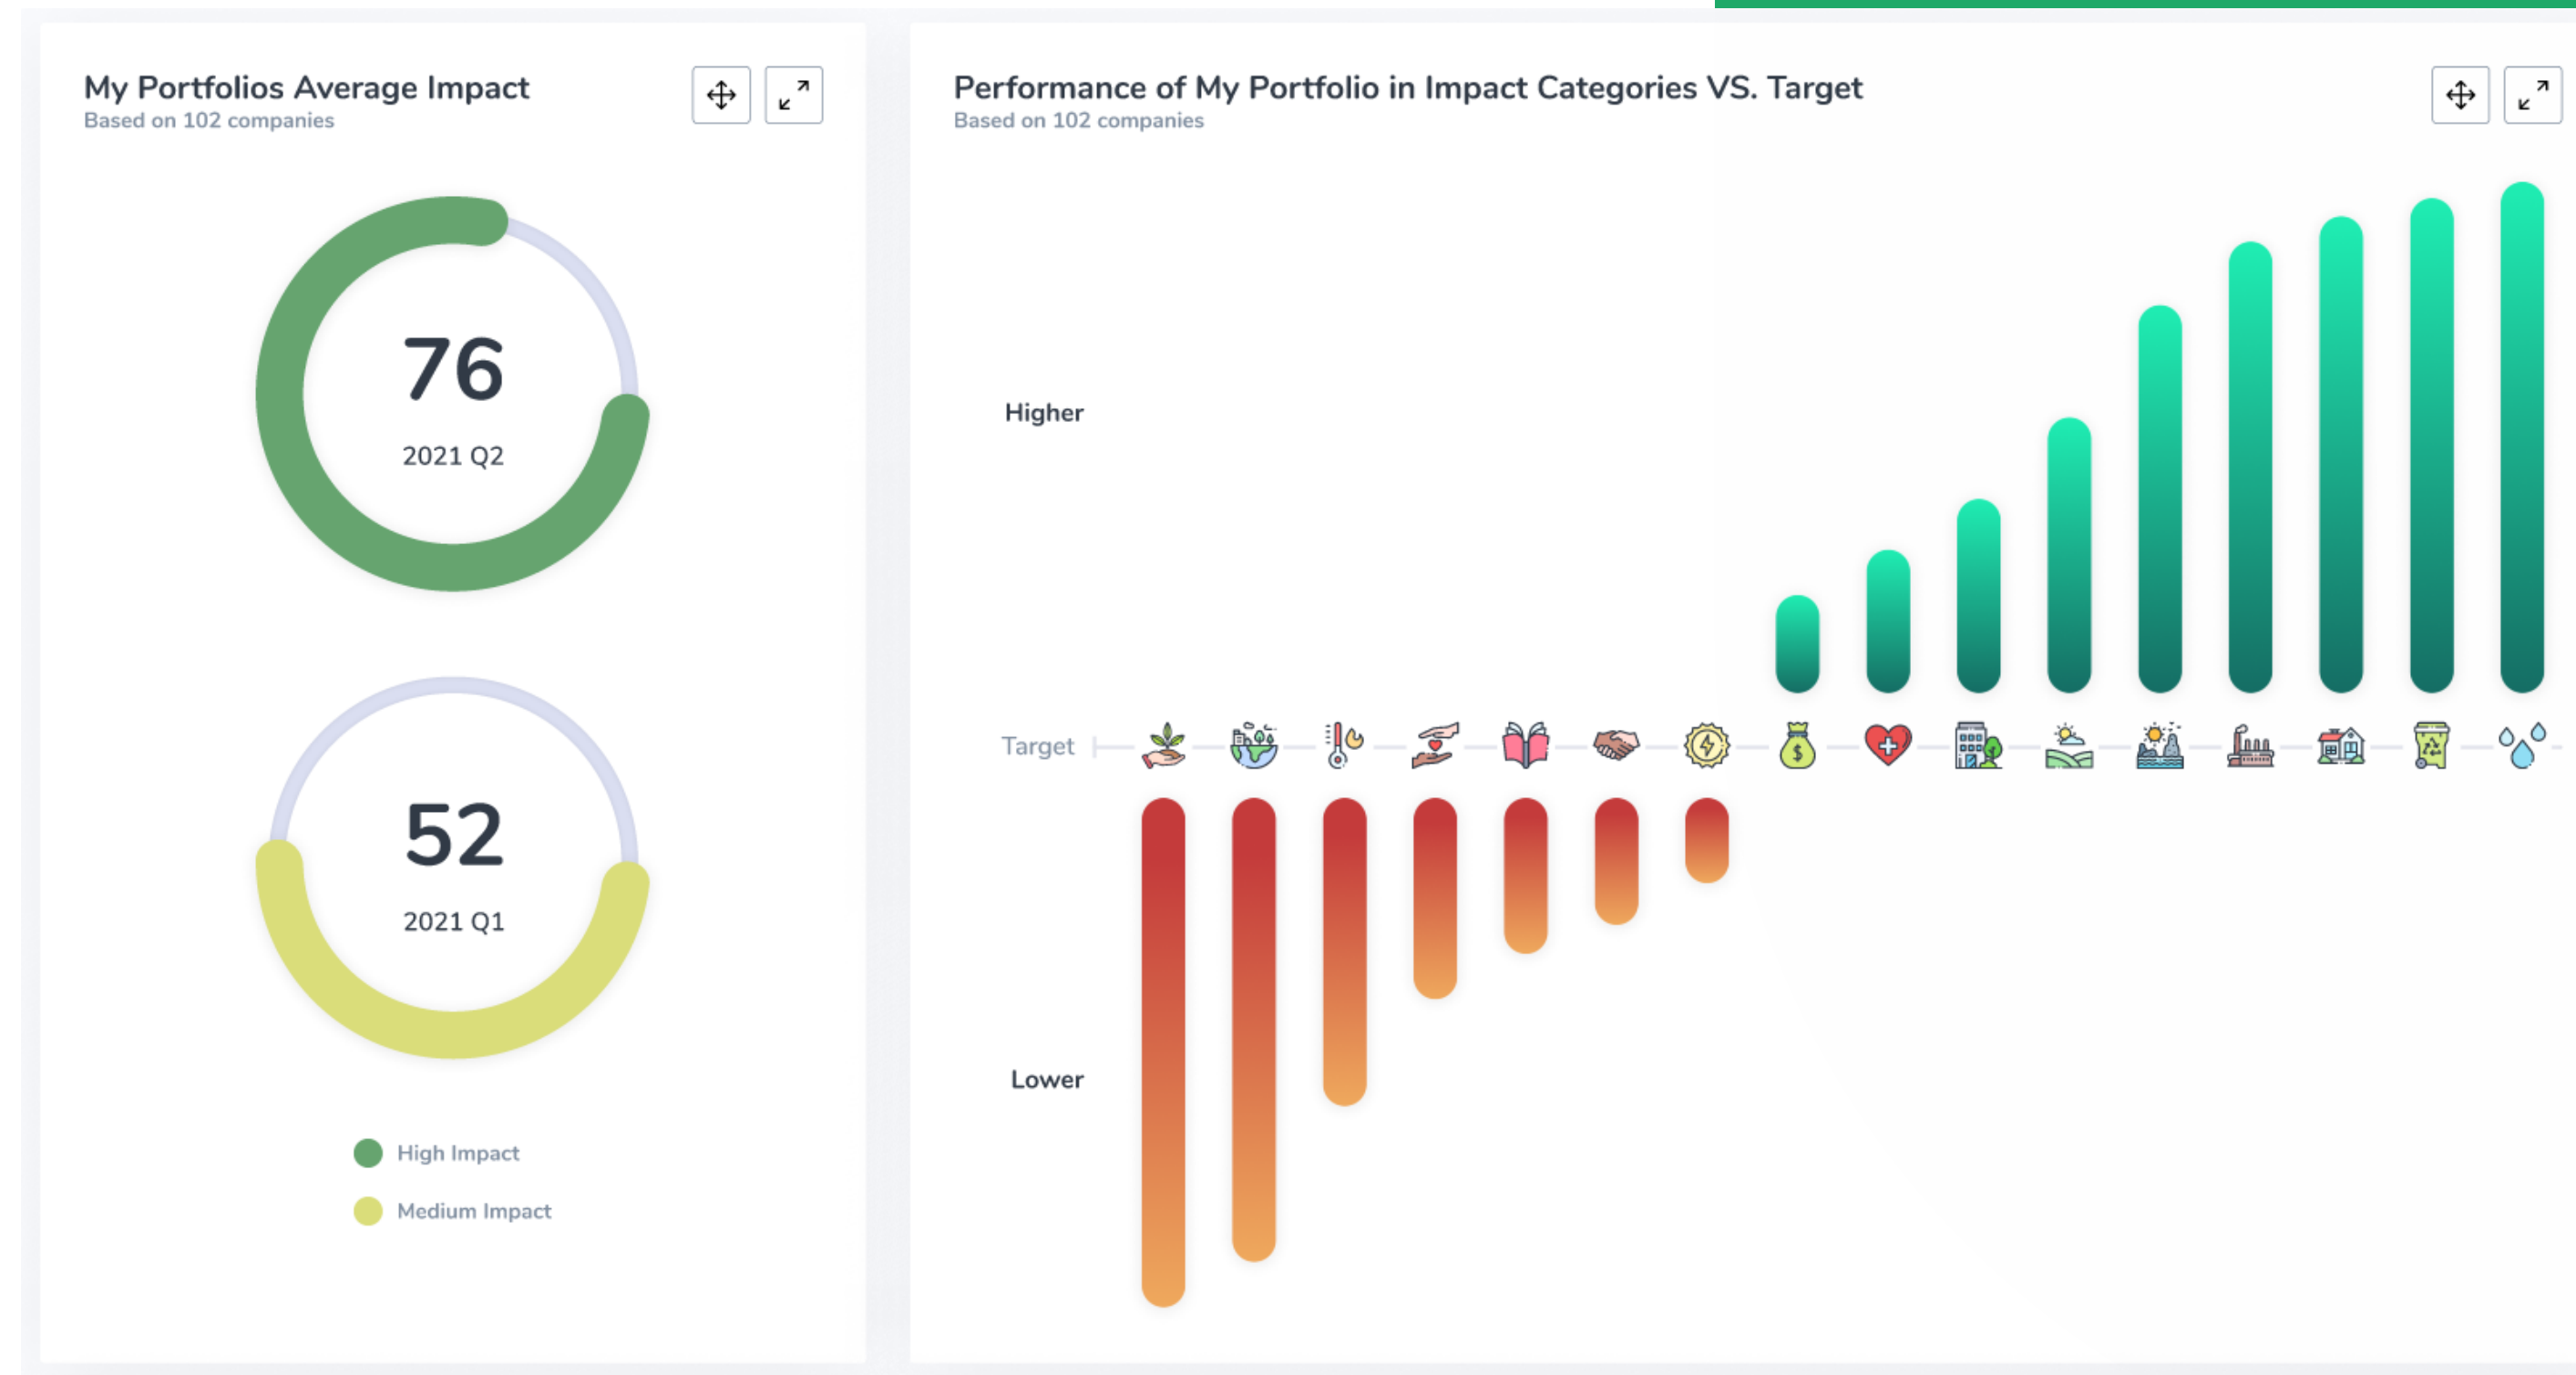 My Portfolios Average Impact
Based on 102 companies
76
2021 Q2
52
2021 Q1
High Impact
Medium Impact
Performance of My Portfolio in Impact Categories VS. Target
Based on 102 companies
Higher
Target
Lower